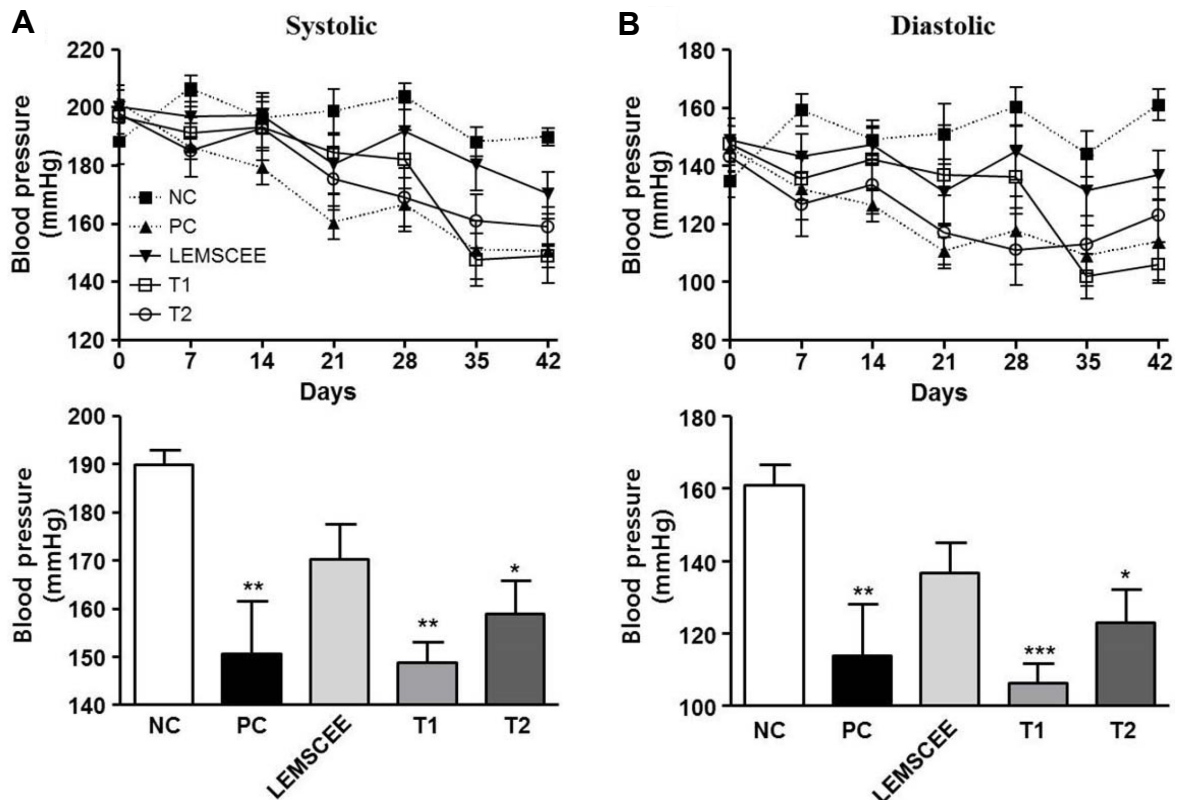 A
Systolic
220
200
180
160
140
120
Blood pressure
(mmHg)
NC
PC
LEMSCEE
T1
T2
0 7 14 21 28 35 42
Days
B
Diastolic
180
160
140
120
100
80
Blood pressure
(mmHg)
0 7 14 21 28 35 42
Days
200
190
180
170
160
150
140
Blood pressure
(mmHg)
**
**
*
NC PC LEMSCEE T1 T2
180
160
140
120
100
Blood pressure
(mmHg)
**
***
*
NC PC LEMSCEE T1 T2